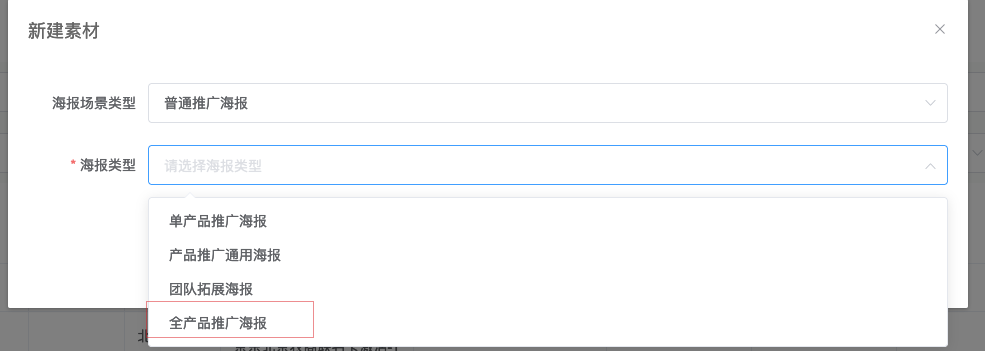 新建素材
海报场景类型
普通推广海报
* 海报类型
请选择海报类型
单产品推广海报
产品推广通用海报
团队拓展海报
全产品推广海报
北